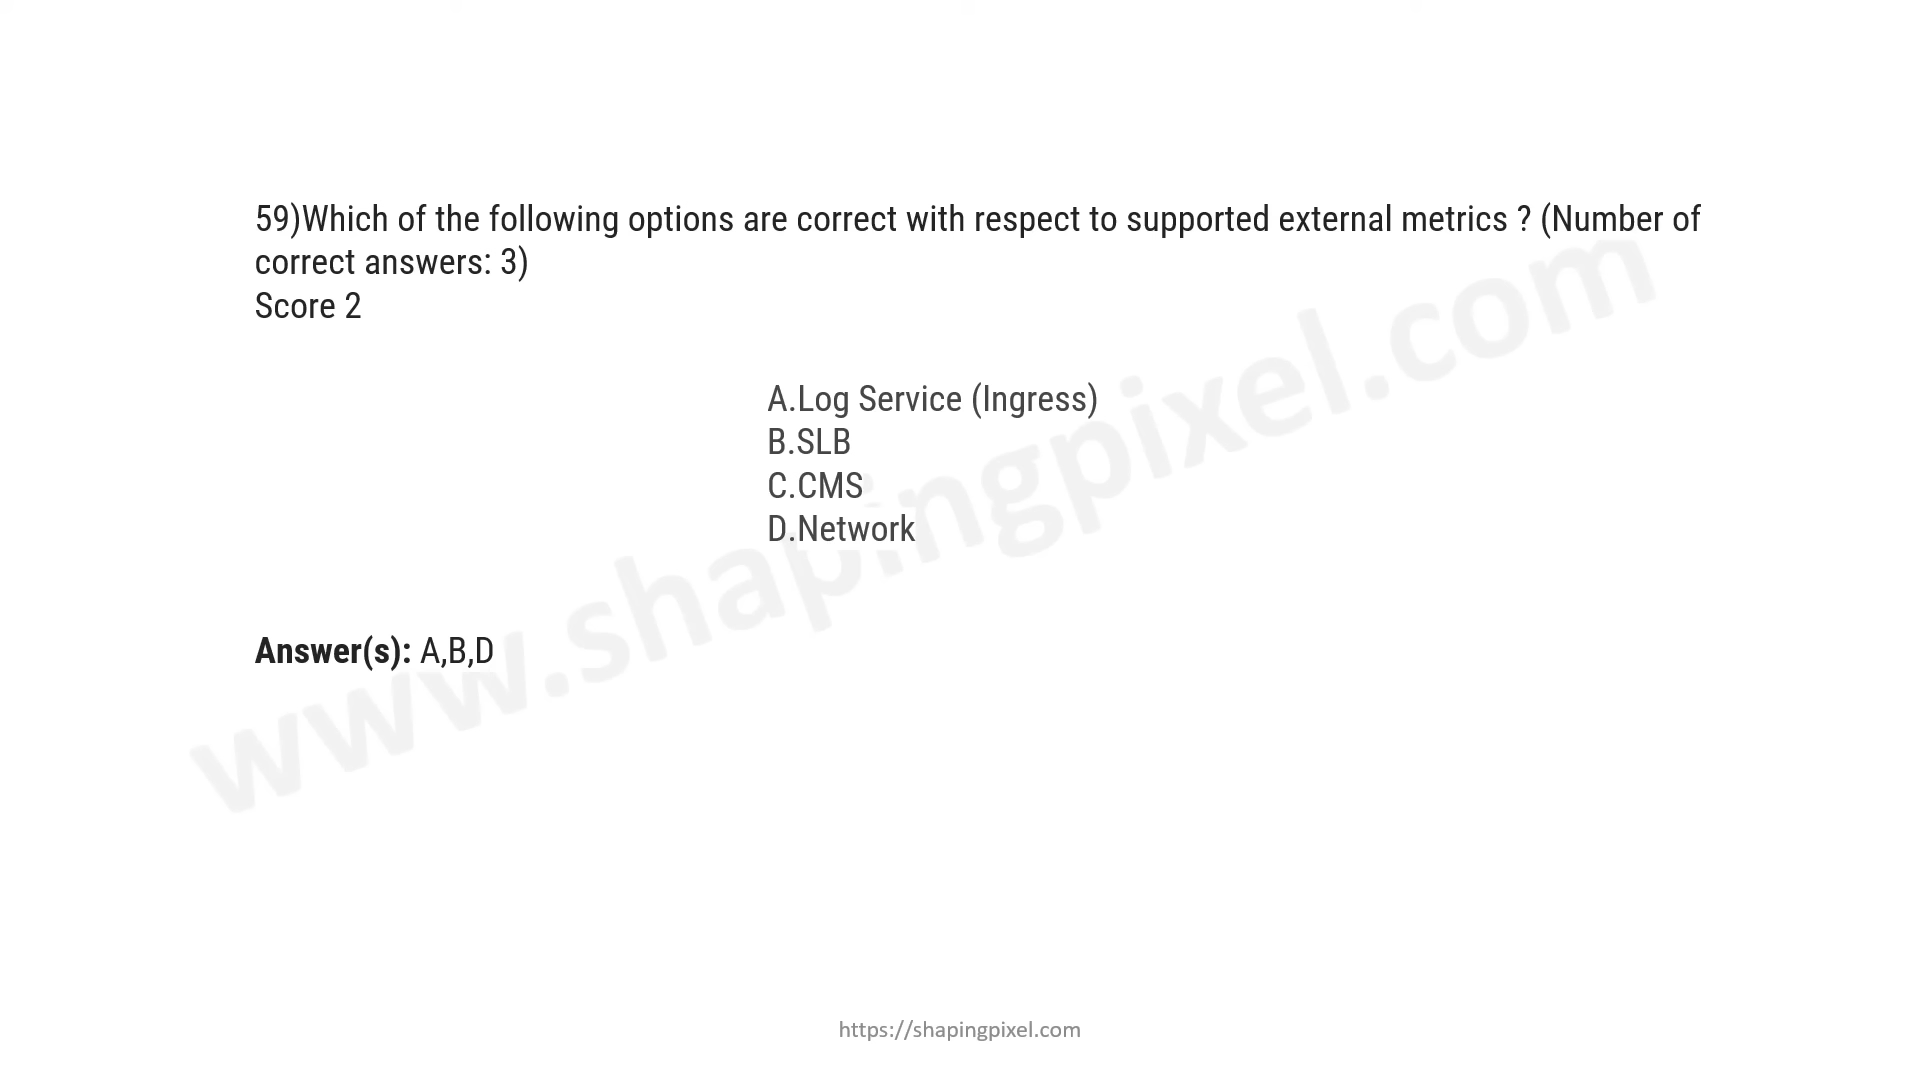 59)Which of the following options are correct with respect to supported external metrics ? (Number of
correct answers: 3)
Score 2
A.Log Service (Ingress)
B.SLB
C.CMS
D.Network
Answer(s): A,B,D
www.shapingpixel.com
https://shapingpixel.com